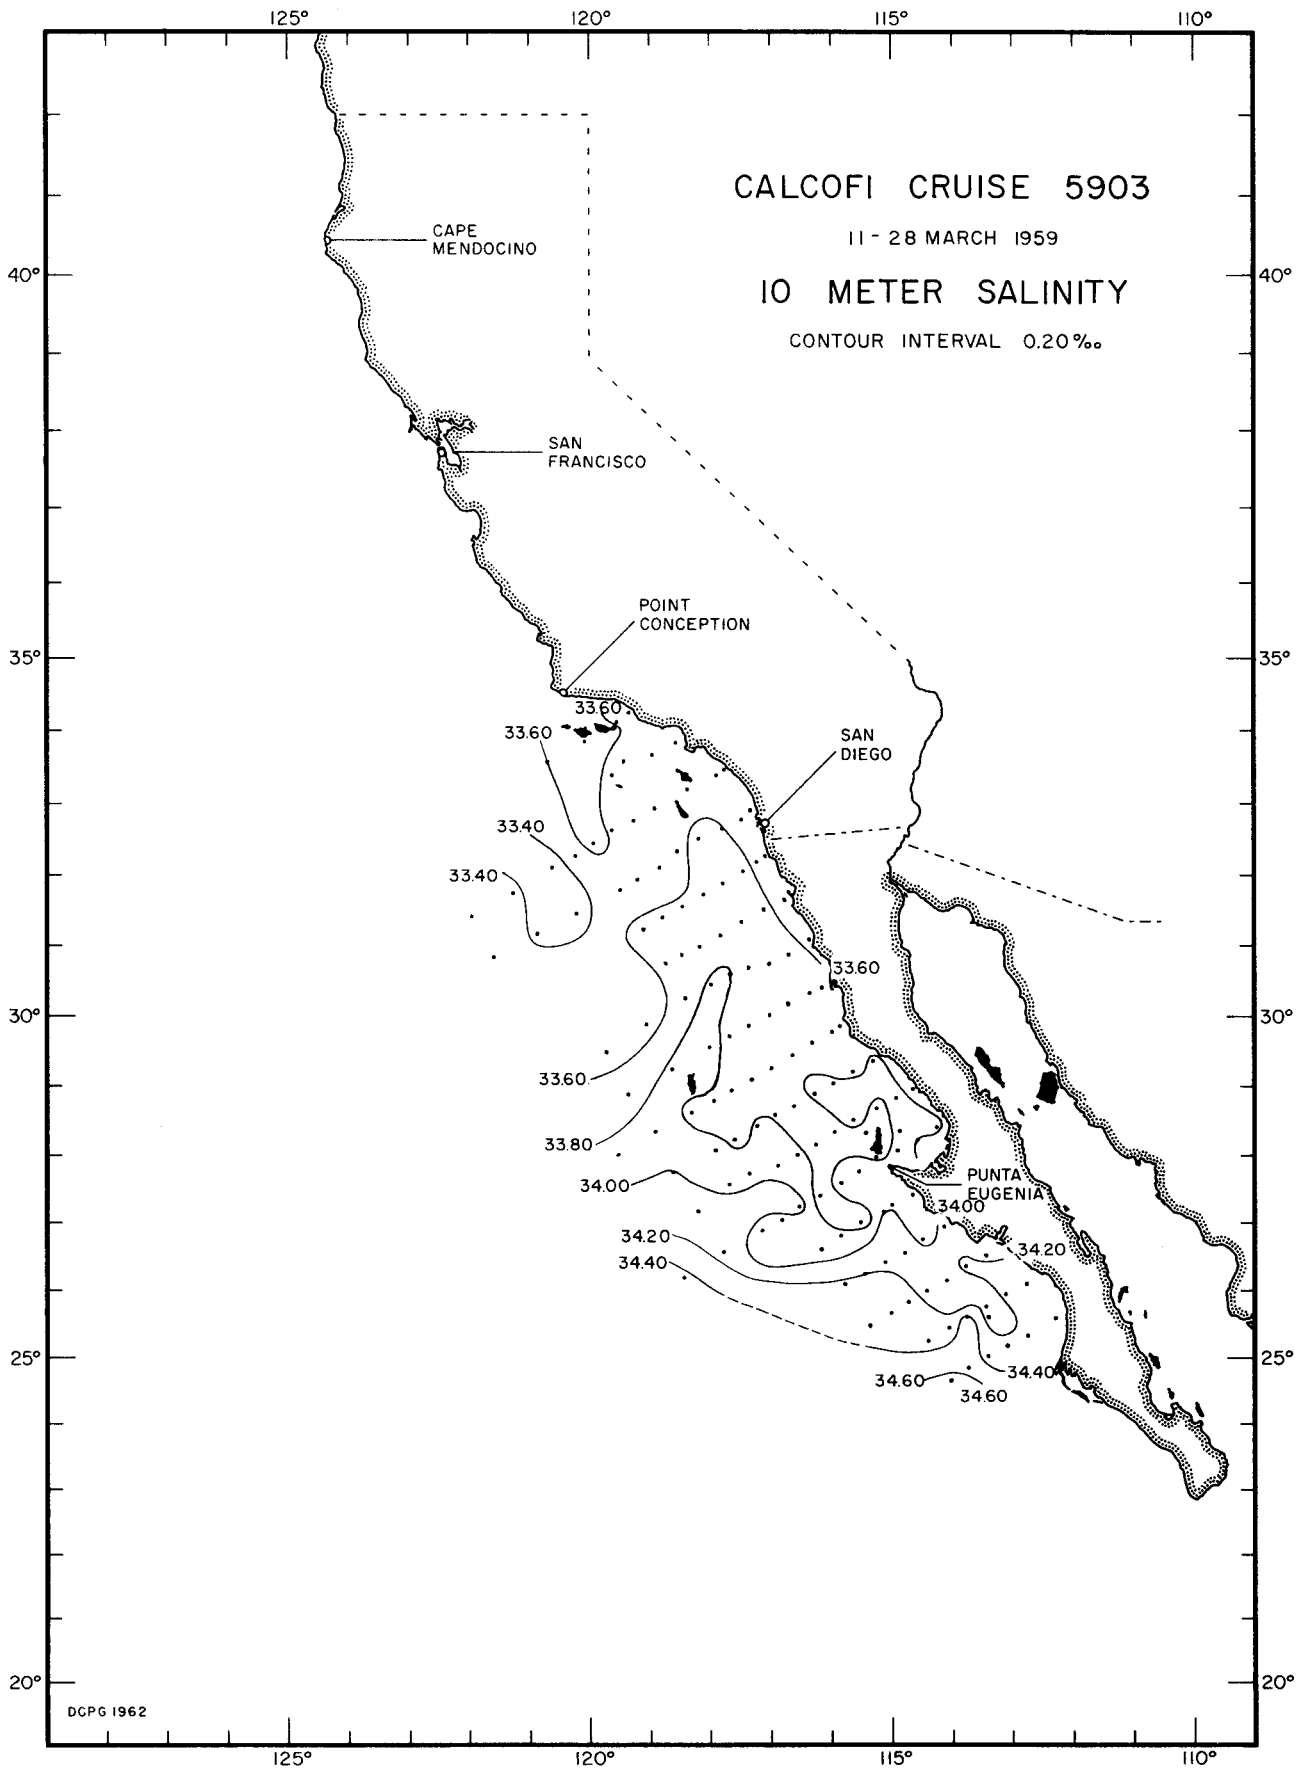 125°
120°
115°
110°
CALCOFI CRUISE 5903
11 - 28 MARCH 1959
10 METER SALINITY
CONTOUR INTERVAL 0.20‰
CAPE
MENDOCINO
40°
40°
SAN
FRANCISCO
POINT
CONCEPTION
35°
35°
33.60
33.60
SAN
DIEGO
33.40
33.40
33.60
30°
30°
33.60
33.80
34.00
PUNTA
EUGENIA
34.00
34.20
34.20
34.40
25°
25°
34.40
34.60
34.60
20°
20°
DCPG 1962
125°
120°
115°
110°